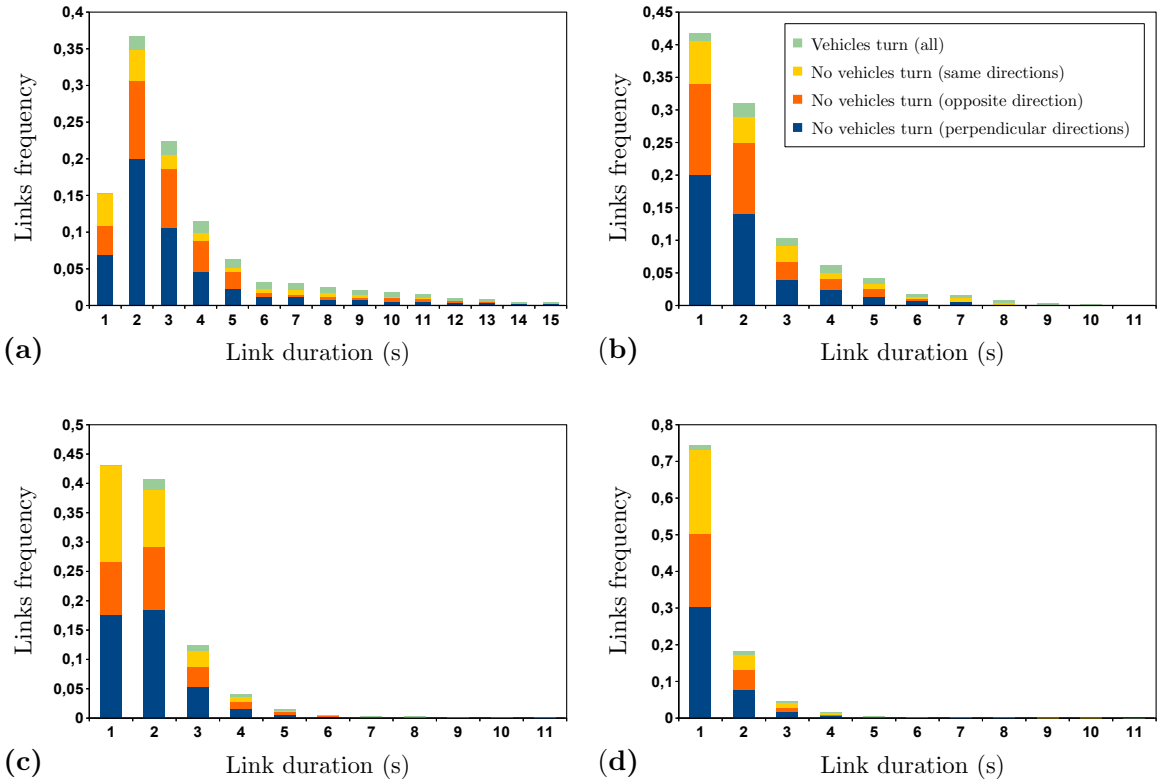 0,4
0,35
0,3
0,25
0,2
0,15
0,1
0,05
0
Links frequency
1 2 3 4 5 6 7 8 9 10 11 12 13 14 15
(a) Link duration (s)
0,45
0,4
0,35
0,3
0,25
0,2
0,15
0,1
0,05
0
Links frequency
Vehicles turn (all)
No vehicles turn (same directions)
No vehicles turn (opposite direction)
No vehicles turn (perpendicular directions)
1 2 3 4 5 6 7 8 9 10 11
(b) Link duration (s)
0,5
0,45
0,4
0,35
0,3
0,25
0,2
0,15
0,1
0,05
0
Links frequency
1 2 3 4 5 6 7 8 9 10 11
(c) Link duration (s)
0,8
0,7
0,6
0,5
0,4
0,3
0,2
0,1
0
Links frequency
1 2 3 4 5 6 7 8 9 10 11
(d) Link duration (s)